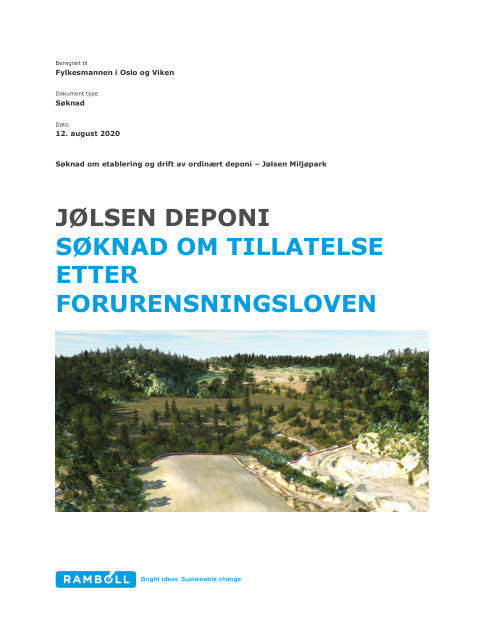 Beregnet til
Fylkesmannen i Oslo og Viken
Dokument type
Søknad
Dato
12. august 2020
Søknad om etablering og drift av ordinært deponi – Jølsen Miljøpark
JØLSEN DEPONI
SØKNAD OM TILLATELSE
ETTER
FORURENSNINGSLOVEN
RAMBOLL Bright ideas. Sustainable change.